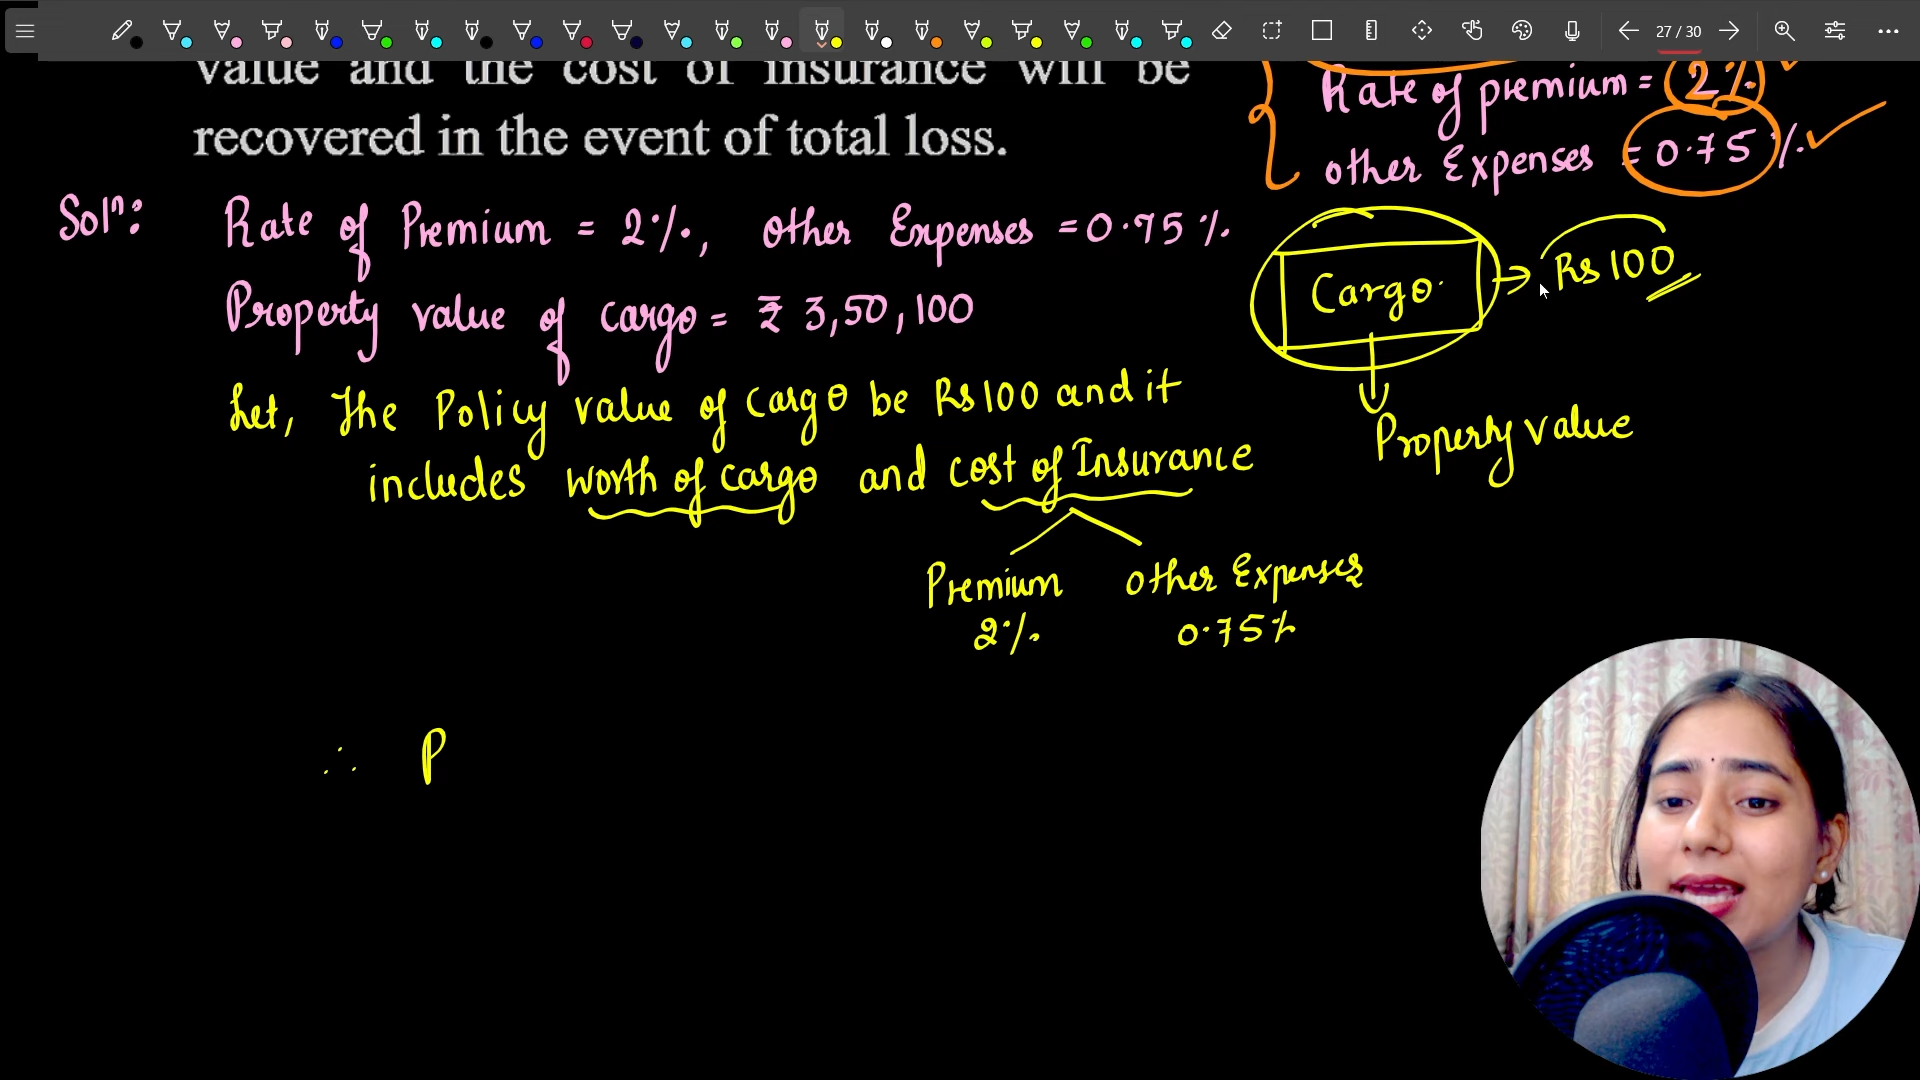 27 / 30
value and the cost of insurance will be
recovered in the event of total loss.
Rate of premium = 2%
other Expenses = 0.75%
Solⁿ: Rate of Premium = 2%, other Expenses = 0.75%
Property value of cargo = ₹ 3,50,100
Let, The Policy value of cargo be Rs 100 and it
includes worth of cargo and cost of Insurance
Premium other Expenses
2% 0.75%
Cargo → Rs 100
Property value
∴ P